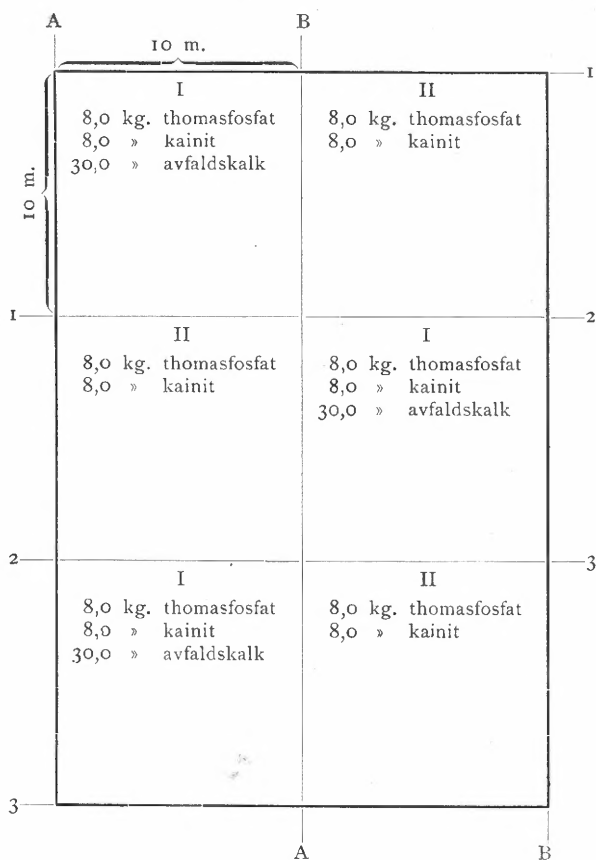 A B
10 m.
10 m.
1
I
8,0 kg. thomasfosfat
8,0 » kainit
30,0 » avfaldskalk
II
8,0 kg. thomasfosfat
8,0 » kainit
1
2
II
8,0 kg. thomasfosfat
8,0 » kainit
I
8,0 kg. thomasfosfat
8,0 » kainit
30,0 » avfaldskalk
2
3
I
8,0 kg. thomasfosfat
8,0 » kainit
30,0 » avfaldskalk
II
8,0 kg. thomasfosfat
8,0 » kainit
3
A B